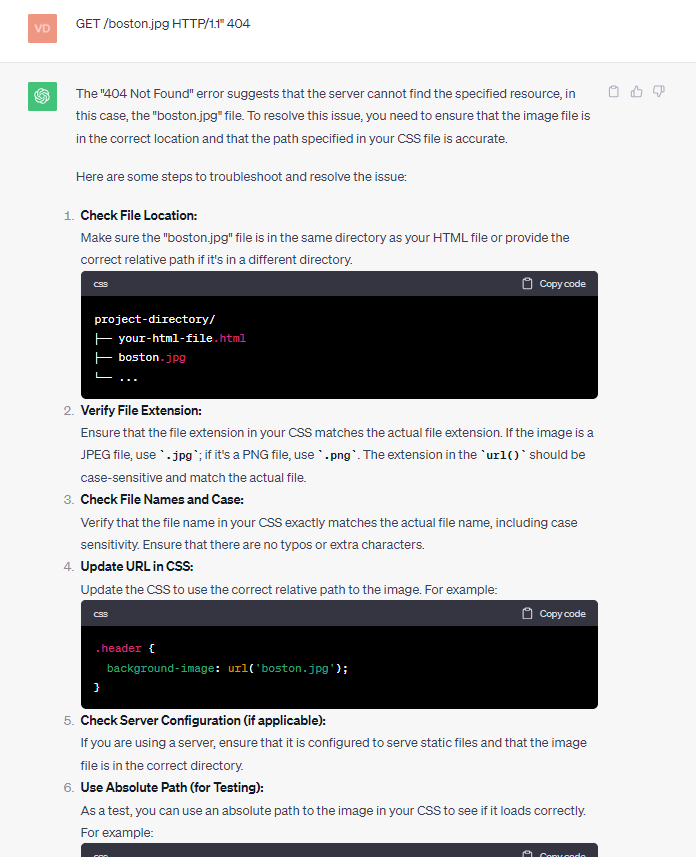 VD
GET /boston.jpg HTTP/1.1" 404
The "404 Not Found" error suggests that the server cannot find the specified resource, in
this case, the "boston.jpg" file. To resolve this issue, you need to ensure that the image file is
in the correct location and that the path specified in your CSS file is accurate.
Here are some steps to troubleshoot and resolve the issue:
1. Check File Location:
Make sure the "boston.jpg" file is in the same directory as your HTML file or provide the
correct relative path if it's in a different directory.
css Copy code
project-directory/
├── your-html-file.html
├── boston.jpg
└── ...
2. Verify File Extension:
Ensure that the file extension in your CSS matches the actual file extension. If the image is a
JPEG file, use `.jpg`; if it's a PNG file, use `.png`. The extension in the `url()` should be
case-sensitive and match the actual file.
3. Check File Names and Case:
Verify that the file name in your CSS exactly matches the actual file name, including case
sensitivity. Ensure that there are no typos or extra characters.
4. Update URL in CSS:
Update the CSS to use the correct relative path to the image. For example:
css Copy code
.header {
  background-image: url('boston.jpg');
}
5. Check Server Configuration (if applicable):
If you are using a server, ensure that it is configured to serve static files and that the image
file is in the correct directory.
6. Use Absolute Path (for Testing):
As a test, you can use an absolute path to the image in your CSS to see if it loads correctly.
For example:
css Copy code